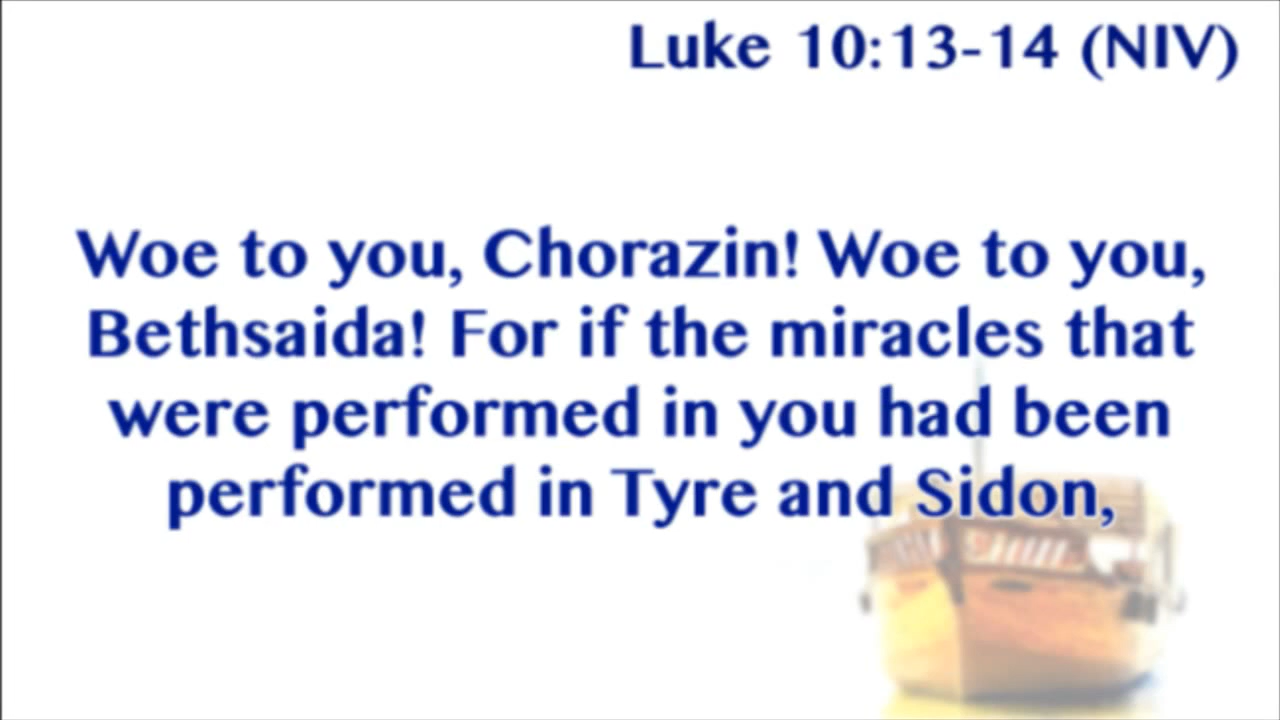 Luke 10:13-14 (NIV)
Woe to you, Chorazin! Woe to you,
Bethsaida! For if the miracles that
were performed in you had been
performed in Tyre and Sidon,